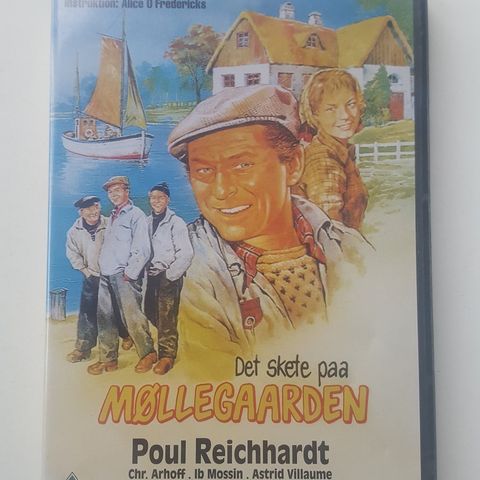 Instruktion: Alice O Fredericks
Det skete paa
MØLLEGAARDEN
Poul Reichhardt
Chr. Arhoff . Ib Mossin . Astrid Villaume